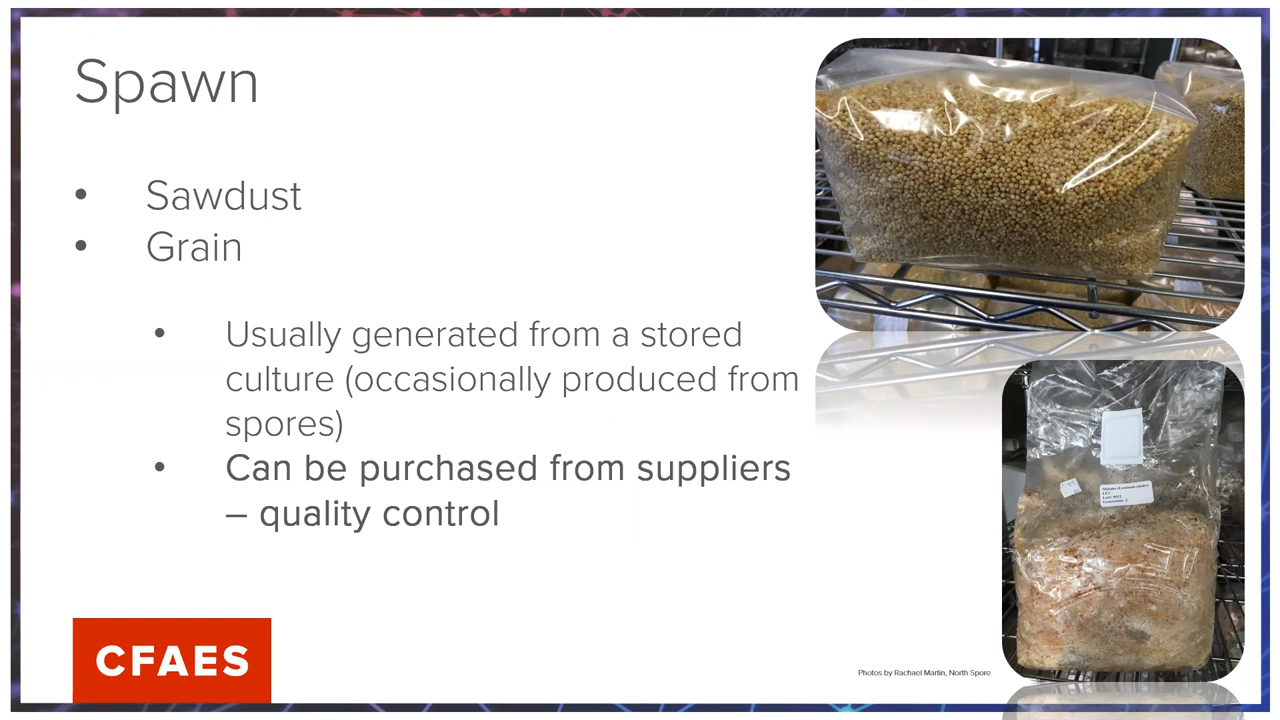 Spawn
• Sawdust
• Grain
• Usually generated from a stored
culture (occasionally produced from
spores)
• Can be purchased from suppliers
– quality control
CFAES
Photos by Rachael Martin, North Spore